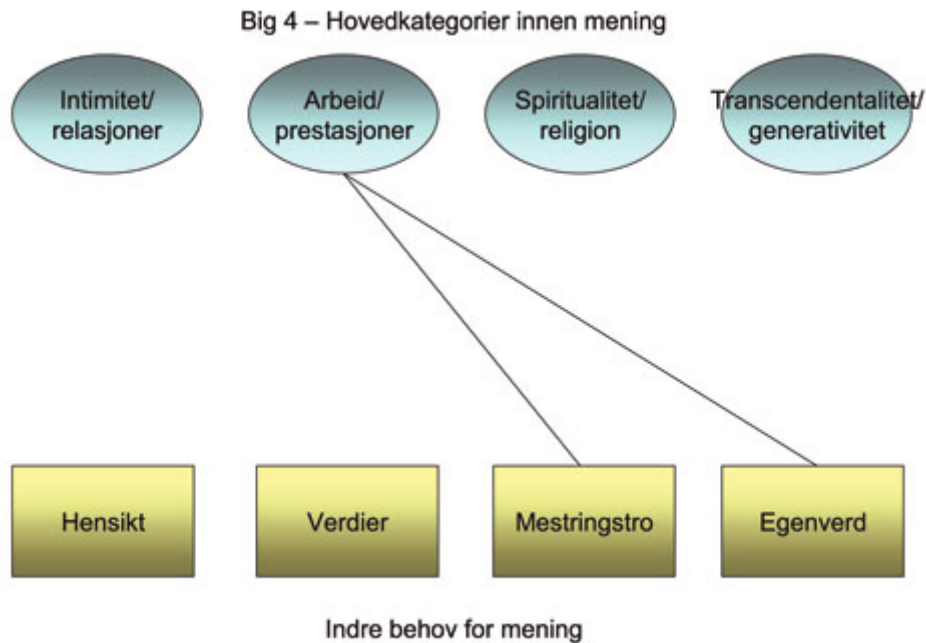 Big 4 – Hovedkategorier innen mening
Intimitet/
relasjoner
Arbeid/
prestasjoner
Spiritualitet/
religion
Transcendentalitet/
generativitet
Hensikt
Verdier
Mestringstro
Egenverd
Indre behov for mening